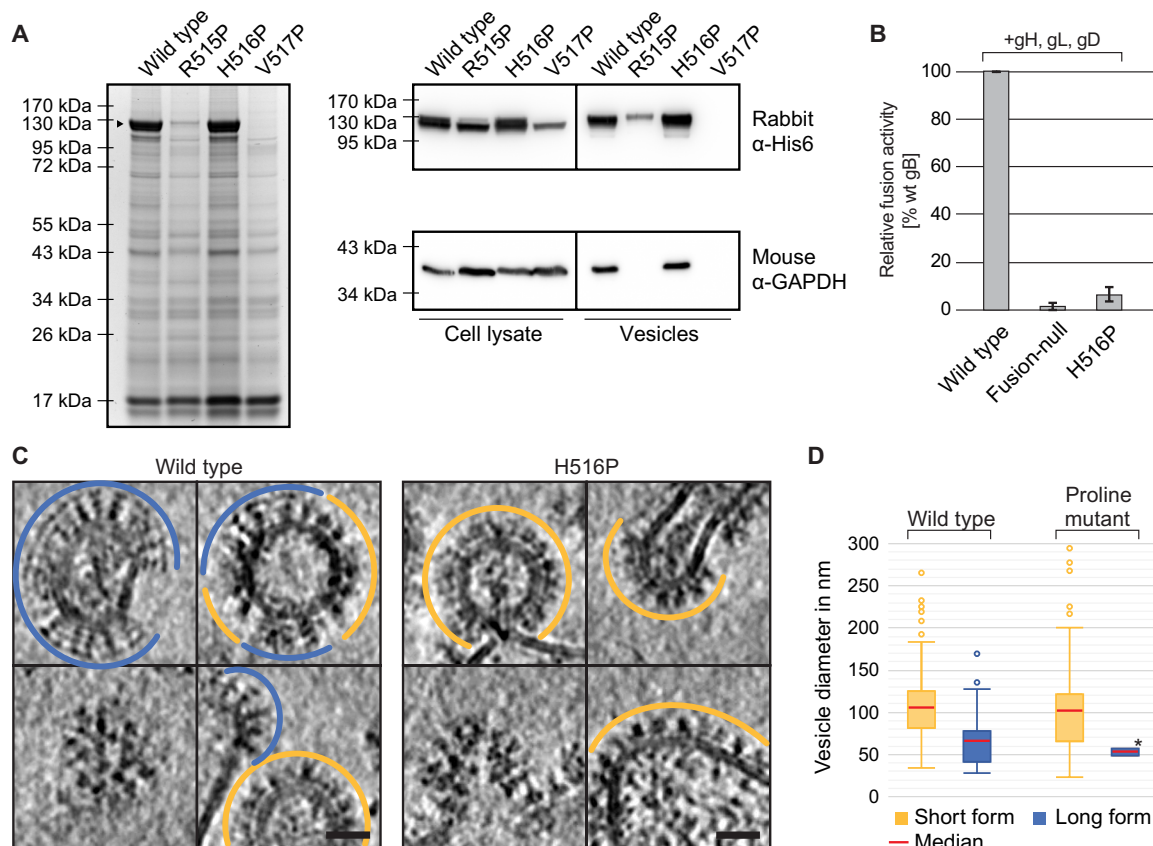 A
Wild type
R515P
H516P
V517P
170 kDa
130 kDa
95 kDa
72 kDa
55 kDa
43 kDa
34 kDa
26 kDa
17 kDa
Wild type
R515P
H516P
V517P
Wild type
R515P
H516P
V517P
170 kDa
130 kDa
95 kDa
Rabbit
α-His6
43 kDa
34 kDa
Mouse
α-GAPDH
Cell lysate
Vesicles
B
+gH, gL, gD
Relative fusion activity
[% wt gB]
100
80
60
40
20
0
Wild type
Fusion-null
H516P
C
Wild type
H516P
D
Wild type
Proline
mutant
Vesicle diameter in nm
300
250
200
150
100
50
00
*
Short form
Long form
Median